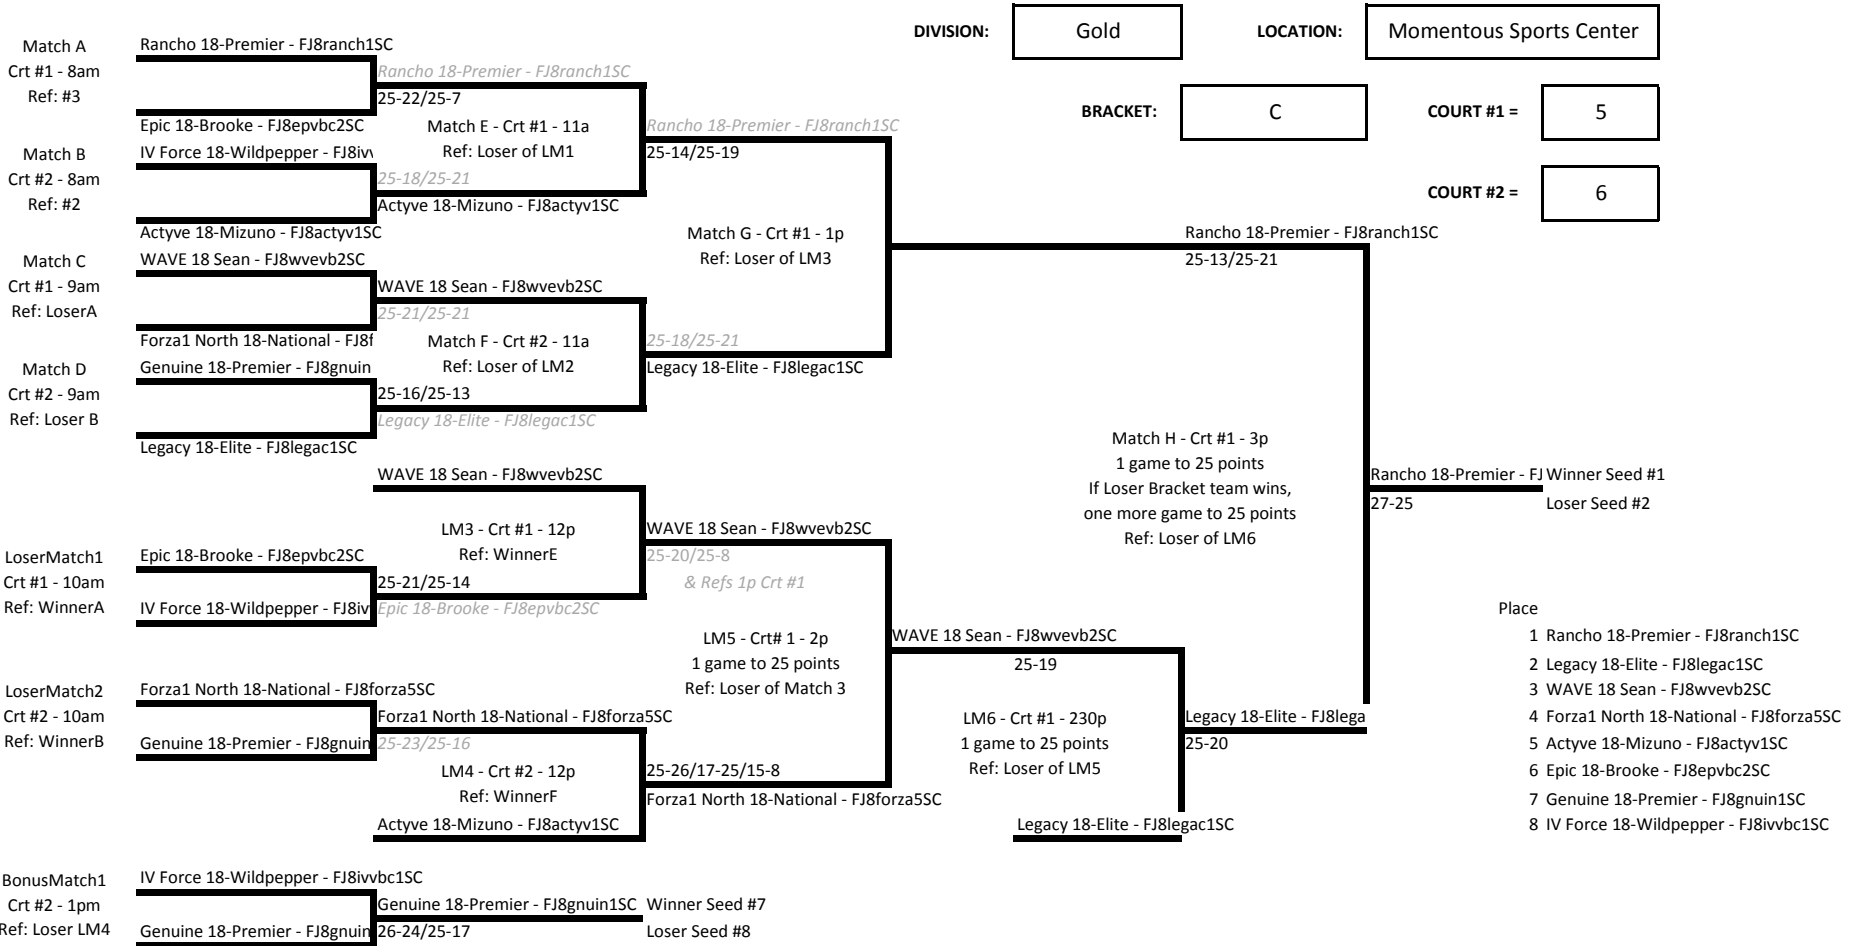 DIVISION: Gold LOCATION: Momentous Sports Center
BRACKET: C COURT #1 = 5
COURT #2 = 6
Match A
Crt #1 - 8am
Ref: #3
Rancho 18-Premier - FJ8ranch1SC
Epic 18-Brooke - FJ8epvbc2SC
Match B
Crt #2 - 8am
Ref: #2
IV Force 18-Wildpepper - FJ8iv
Actyve 18-Mizuno - FJ8actyv1SC
Match C
Crt #1 - 9am
Ref: LoserA
WAVE 18 Sean - FJ8wvevb2SC
Forza1 North 18-National - FJ8f
Match D
Crt #2 - 9am
Ref: Loser B
Genuine 18-Premier - FJ8gnuin
Legacy 18-Elite - FJ8legac1SC
Rancho 18-Premier - FJ8ranch1SC
25-22/25-7
Match E - Crt #1 - 11a
Ref: Loser of LM1
25-18/25-21
Actyve 18-Mizuno - FJ8actyv1SC
WAVE 18 Sean - FJ8wvevb2SC
25-21/25-21
Match F - Crt #2 - 11a
Ref: Loser of LM2
25-16/25-13
Legacy 18-Elite - FJ8legac1SC
Rancho 18-Premier - FJ8ranch1SC
25-14/25-19
Match G - Crt #1 - 1p
Ref: Loser of LM3
25-18/25-21
Legacy 18-Elite - FJ8legac1SC
Rancho 18-Premier - FJ8ranch1SC
25-13/25-21
Match H - Crt #1 - 3p
1 game to 25 points
If Loser Bracket team wins,
one more game to 25 points
Ref: Loser of LM6
Rancho 18-Premier - FJ Winner Seed #1
27-25 Loser Seed #2
LoserMatch1
Crt #1 - 10am
Ref: WinnerA
Epic 18-Brooke - FJ8epvbc2SC
IV Force 18-Wildpepper - FJ8iv
LoserMatch2
Crt #2 - 10am
Ref: WinnerB
Forza1 North 18-National - FJ8forza5SC
Genuine 18-Premier - FJ8gnuin
WAVE 18 Sean - FJ8wvevb2SC
LM3 - Crt #1 - 12p
Ref: WinnerE
25-21/25-14
Epic 18-Brooke - FJ8epvbc2SC
Forza1 North 18-National - FJ8forza5SC
25-23/25-16
LM4 - Crt #2 - 12p
Ref: WinnerF
Actyve 18-Mizuno - FJ8actyv1SC
WAVE 18 Sean - FJ8wvevb2SC
25-20/25-8
& Refs 1p Crt #1
LM5 - Crt# 1 - 2p
1 game to 25 points
Ref: Loser of Match 3
25-26/17-25/15-8
Forza1 North 18-National - FJ8forza5SC
WAVE 18 Sean - FJ8wvevb2SC
25-19
LM6 - Crt #1 - 230p
1 game to 25 points
Ref: Loser of LM5
Legacy 18-Elite - FJ8legac1SC
Legacy 18-Elite - FJ8lega
25-20
BonusMatch1
Crt #2 - 1pm
Ref: Loser LM4
IV Force 18-Wildpepper - FJ8ivvbc1SC
Genuine 18-Premier - FJ8gnuin
Genuine 18-Premier - FJ8gnuin1SC Winner Seed #7
26-24/25-17 Loser Seed #8
Place
1 Rancho 18-Premier - FJ8ranch1SC
2 Legacy 18-Elite - FJ8legac1SC
3 WAVE 18 Sean - FJ8wvevb2SC
4 Forza1 North 18-National - FJ8forza5SC
5 Actyve 18-Mizuno - FJ8actyv1SC
6 Epic 18-Brooke - FJ8epvbc2SC
7 Genuine 18-Premier - FJ8gnuin1SC
8 IV Force 18-Wildpepper - FJ8ivvbc1SC